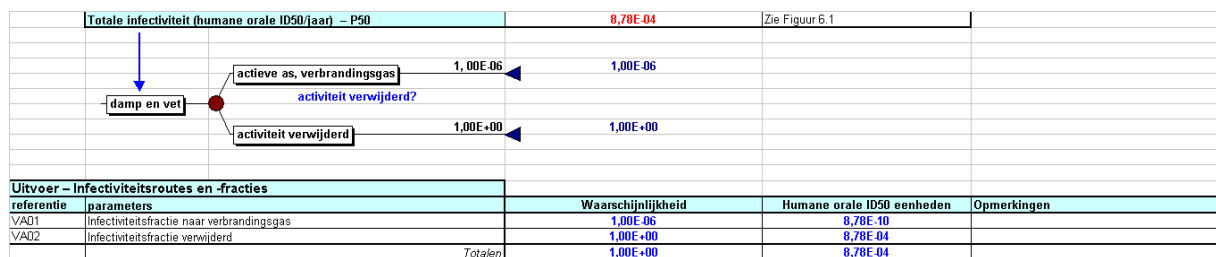 Totale infectiviteit (humane orale ID50/jaar) – P50 8,78E-04 Zie Figuur 6.1
actieve as, verbrandingsgas 1, 00E-06 1,00E-06
activiteit verwijderd?
damp en vet
activiteit verwijderd 1,00E+00 1,00E+00
Uitvoer – Infectiviteitsroutes en -fracties
referentie parameters Waarschijnlijkheid Humane orale ID50 eenheden Opmerkingen
VA01 Infectiviteitsfractie naar verbrandingsgas 1,00E-06 8,78E-10
VA02 Infectiviteitsfractie verwijderd 1,00E+00 8,78E-04
Totalen 1,00E+00 8,78E-04